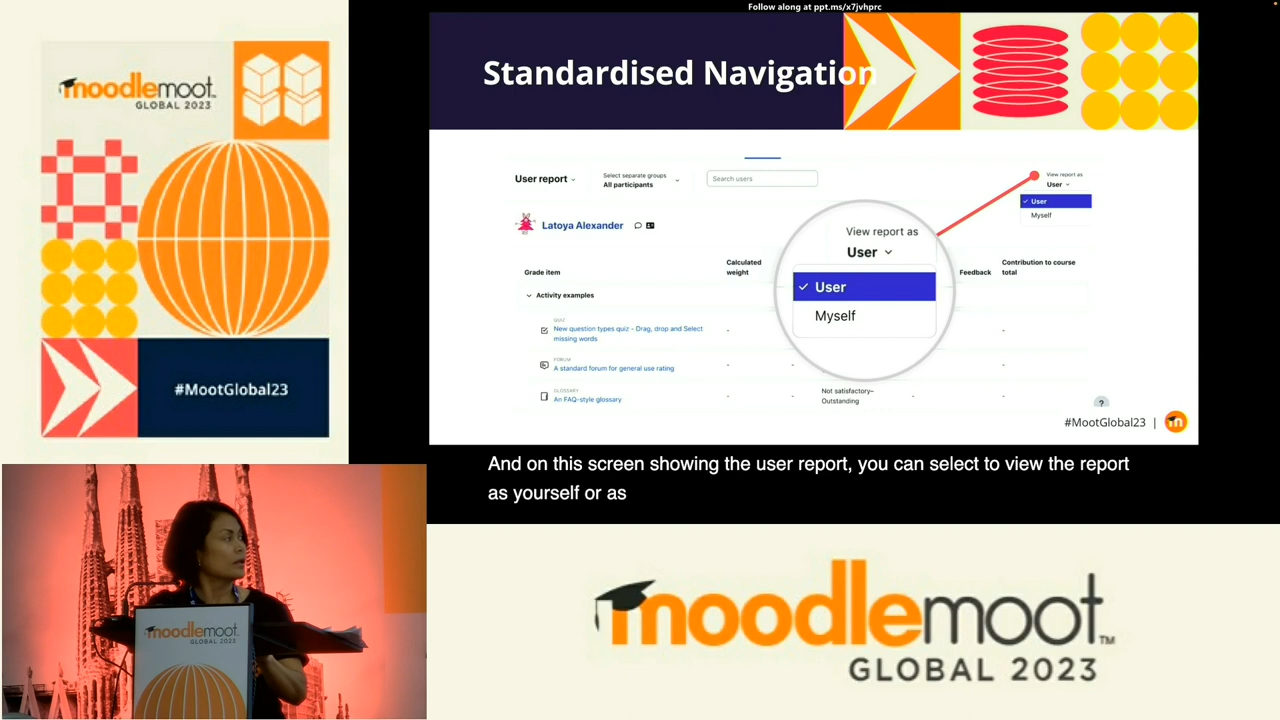 Follow along at ppt.ms/x7jvhprc
moodlemoot™
GLOBAL 2023
#MootGlobal23
Standardised Navigation
User report
Select separate groups
All participants
Search users
View report as
User
User
Myself
Latoya Alexander
View report as
User
User
Myself
Grade item
Calculated
weight
Feedback
Contribution to course
total
Activity examples
QUIZ
New question types quiz - Drag, drop and Select
missing words
-
-
FORUM
A standard forum for general use rating
-
-
-
-
GLOSSARY
An FAQ-style glossary
-
-
Not satisfactory–
Outstanding
-
-
?
#MootGlobal23 |
And on this screen showing the user report, you can select to view the report
as yourself or as
moodlemoot
GLOBAL 2023
moodlemoot™
GLOBAL 2023